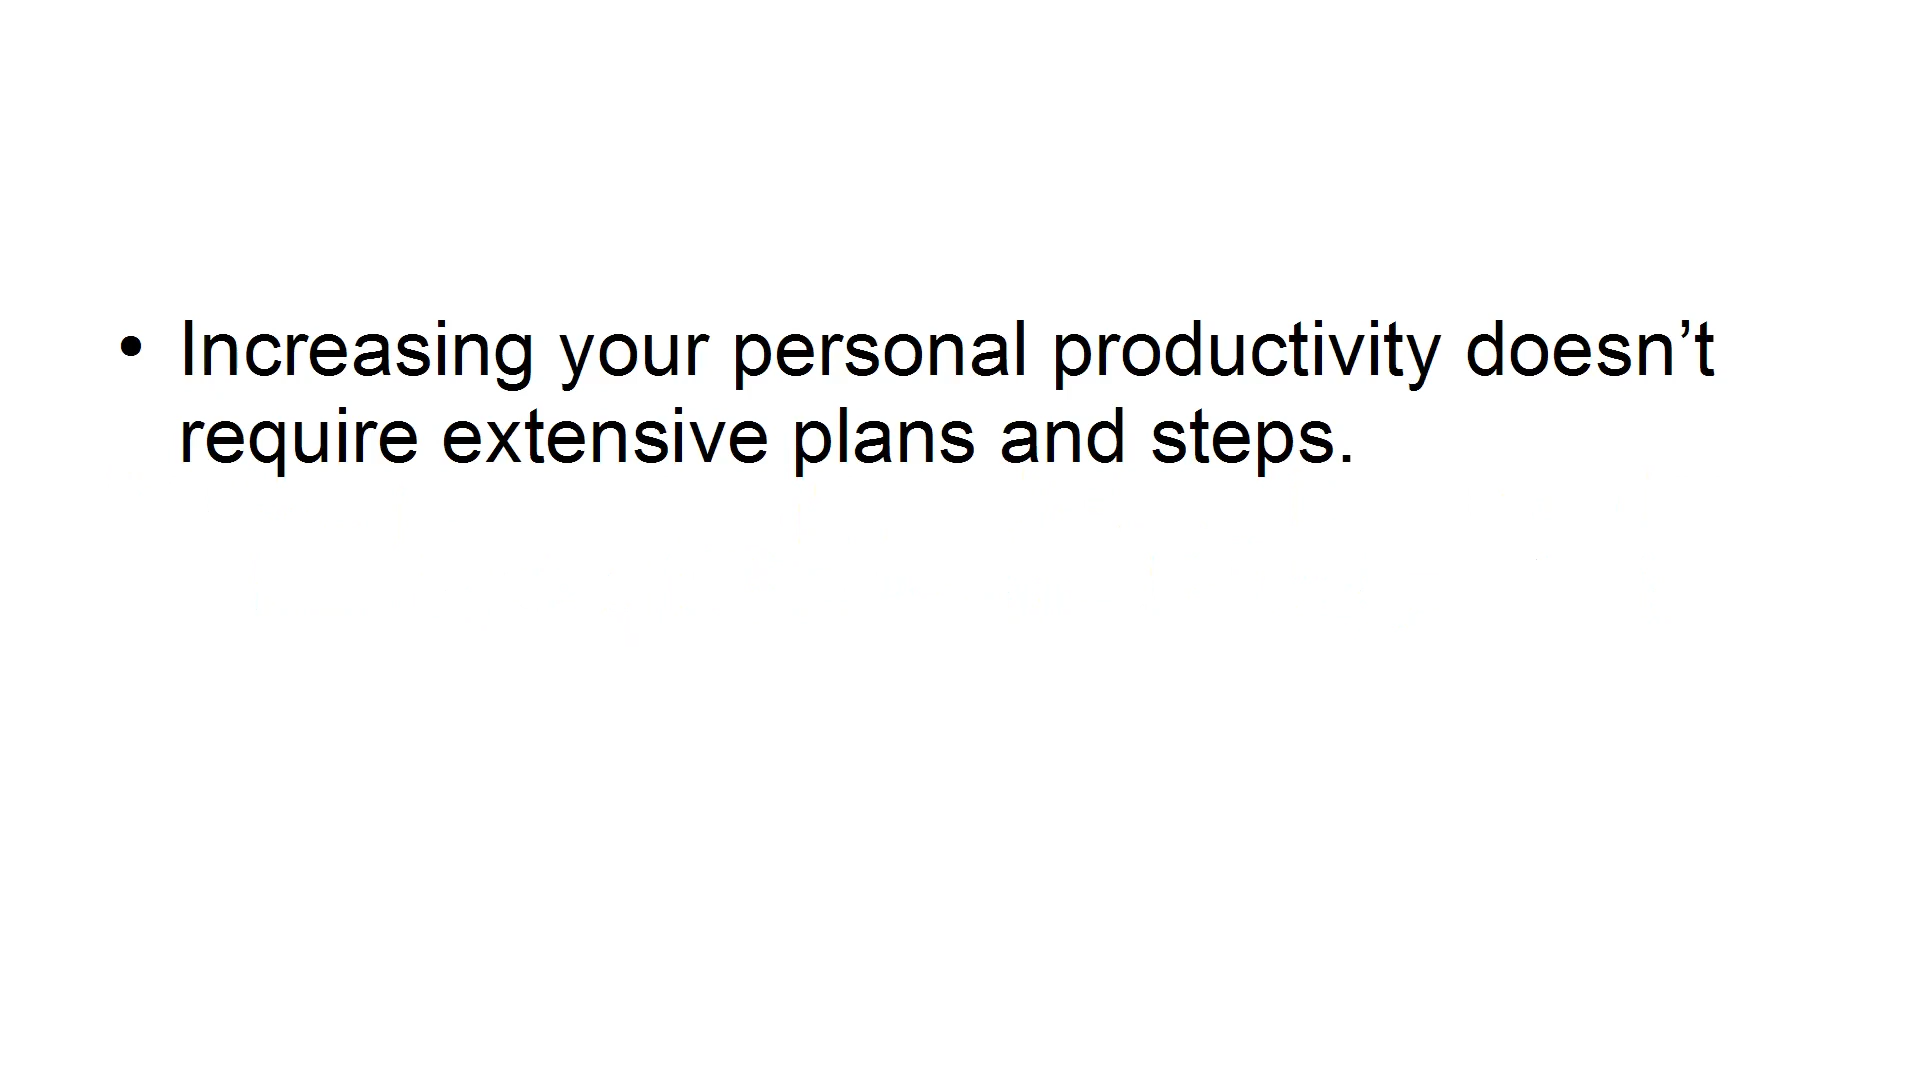 • Increasing your personal productivity doesn’t
require extensive plans and steps.